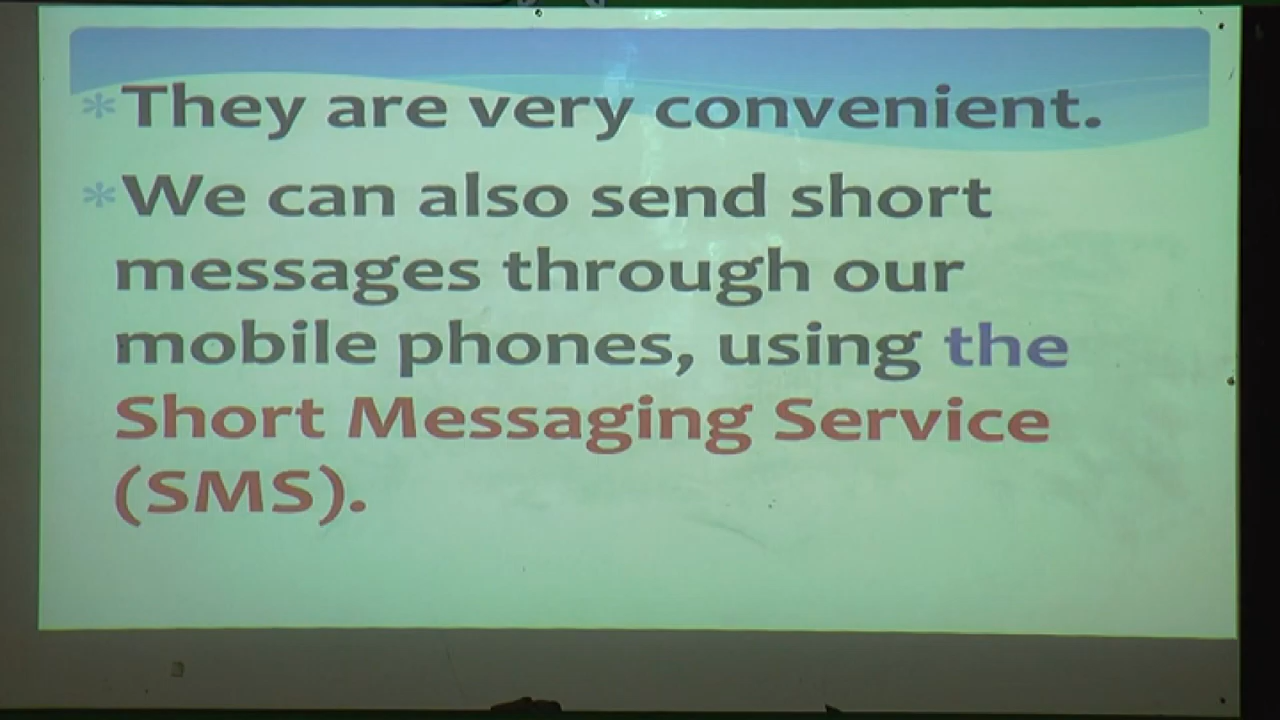 *They are very convenient.
*We can also send short
messages through our
mobile phones, using the
Short Messaging Service
(SMS).